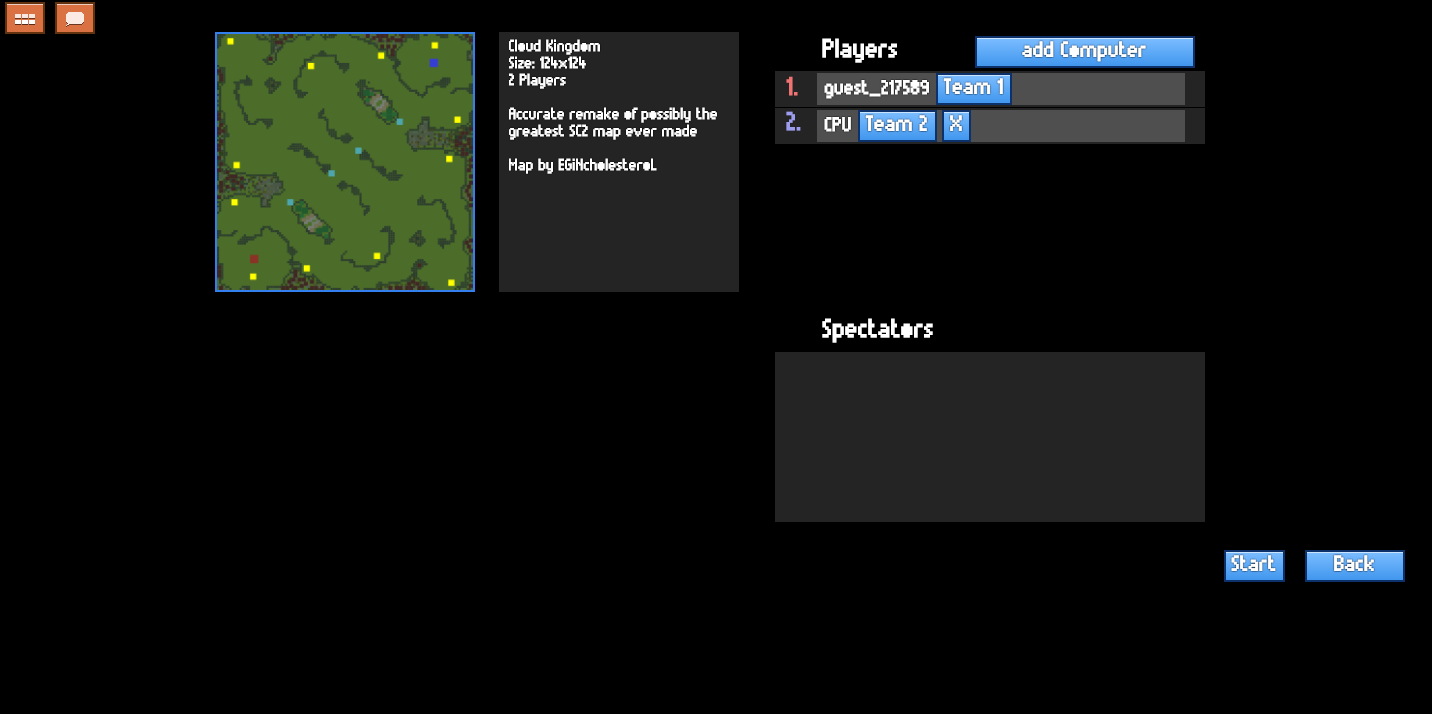 Cloud Kingdom
Size: 124x124
2 Players
Accurate remake of possibly the
greatest SC2 map ever made
Map by EGiNcholesteroL
Players
add Computer
1. guest_217589 Team 1
2. CPU Team 2 X
Spectators
Start
Back